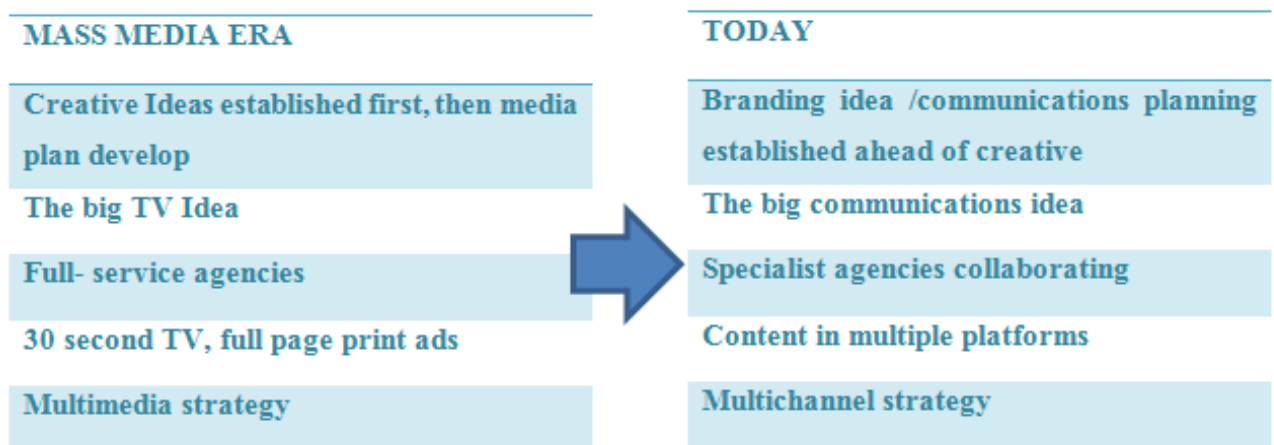 MASS MEDIA ERA
Creative Ideas established first, then media
plan develop
The big TV Idea
Full- service agencies
30 second TV, full page print ads
Multimedia strategy
TODAY
Branding idea /communications planning
established ahead of creative
The big communications idea
Specialist agencies collaborating
Content in multiple platforms
Multichannel strategy